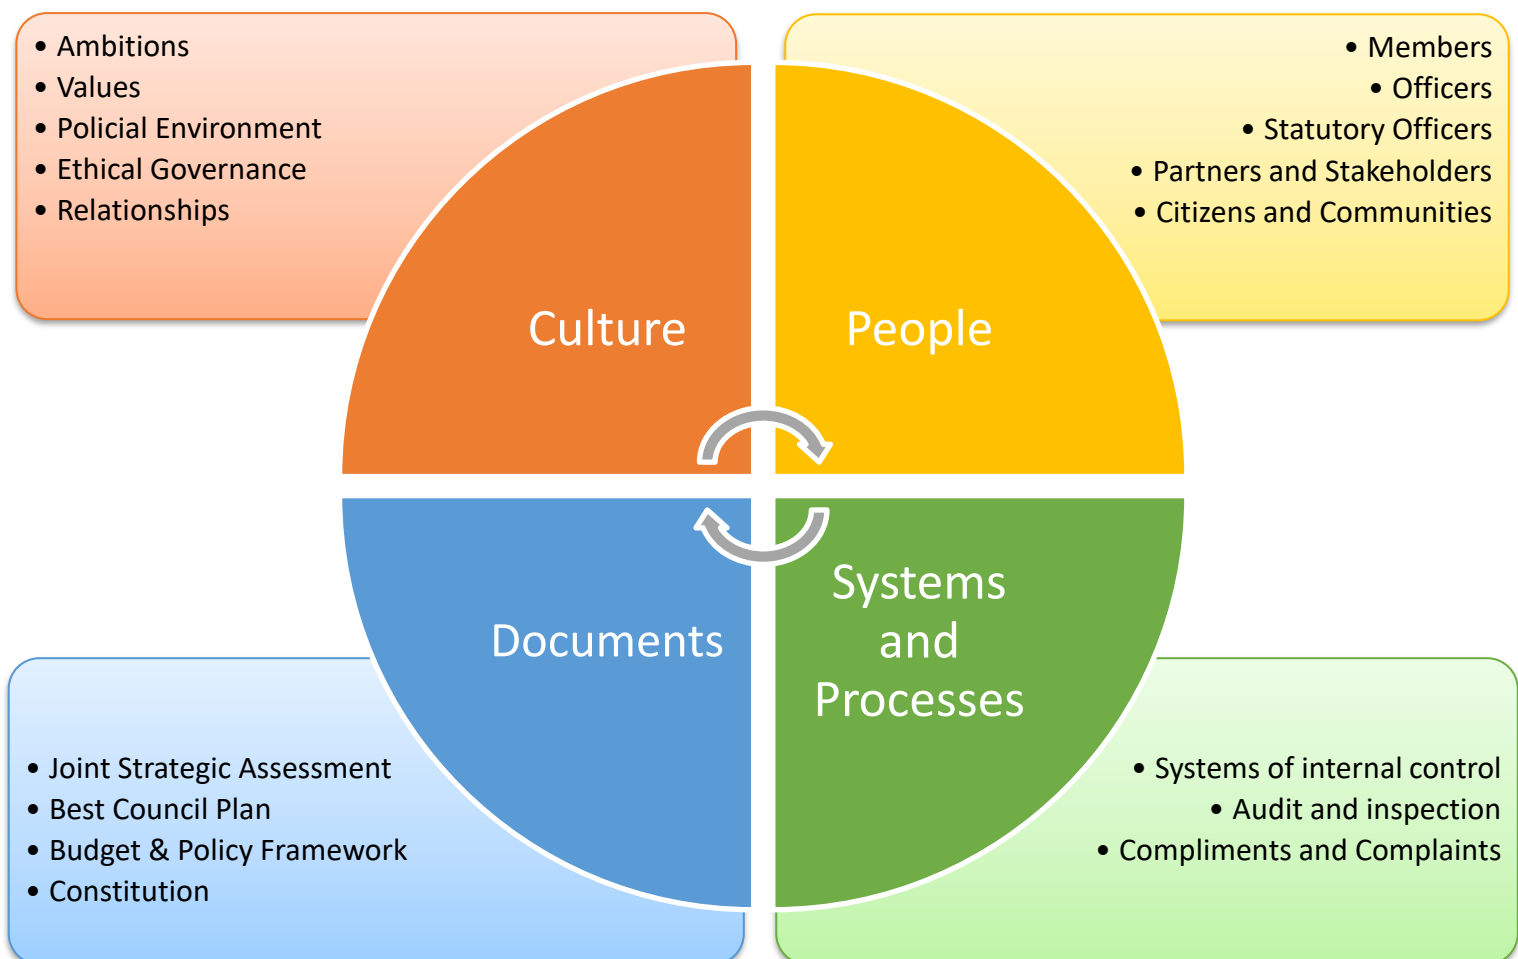 • Ambitions
• Values
• Policial Environment
• Ethical Governance
• Relationships
• Members
• Officers
• Statutory Officers
• Partners and Stakeholders
• Citizens and Communities
Culture
People
Documents
Systems
and
Processes
• Joint Strategic Assessment
• Best Council Plan
• Budget & Policy Framework
• Constitution
• Systems of internal control
• Audit and inspection
• Compliments and Complaints